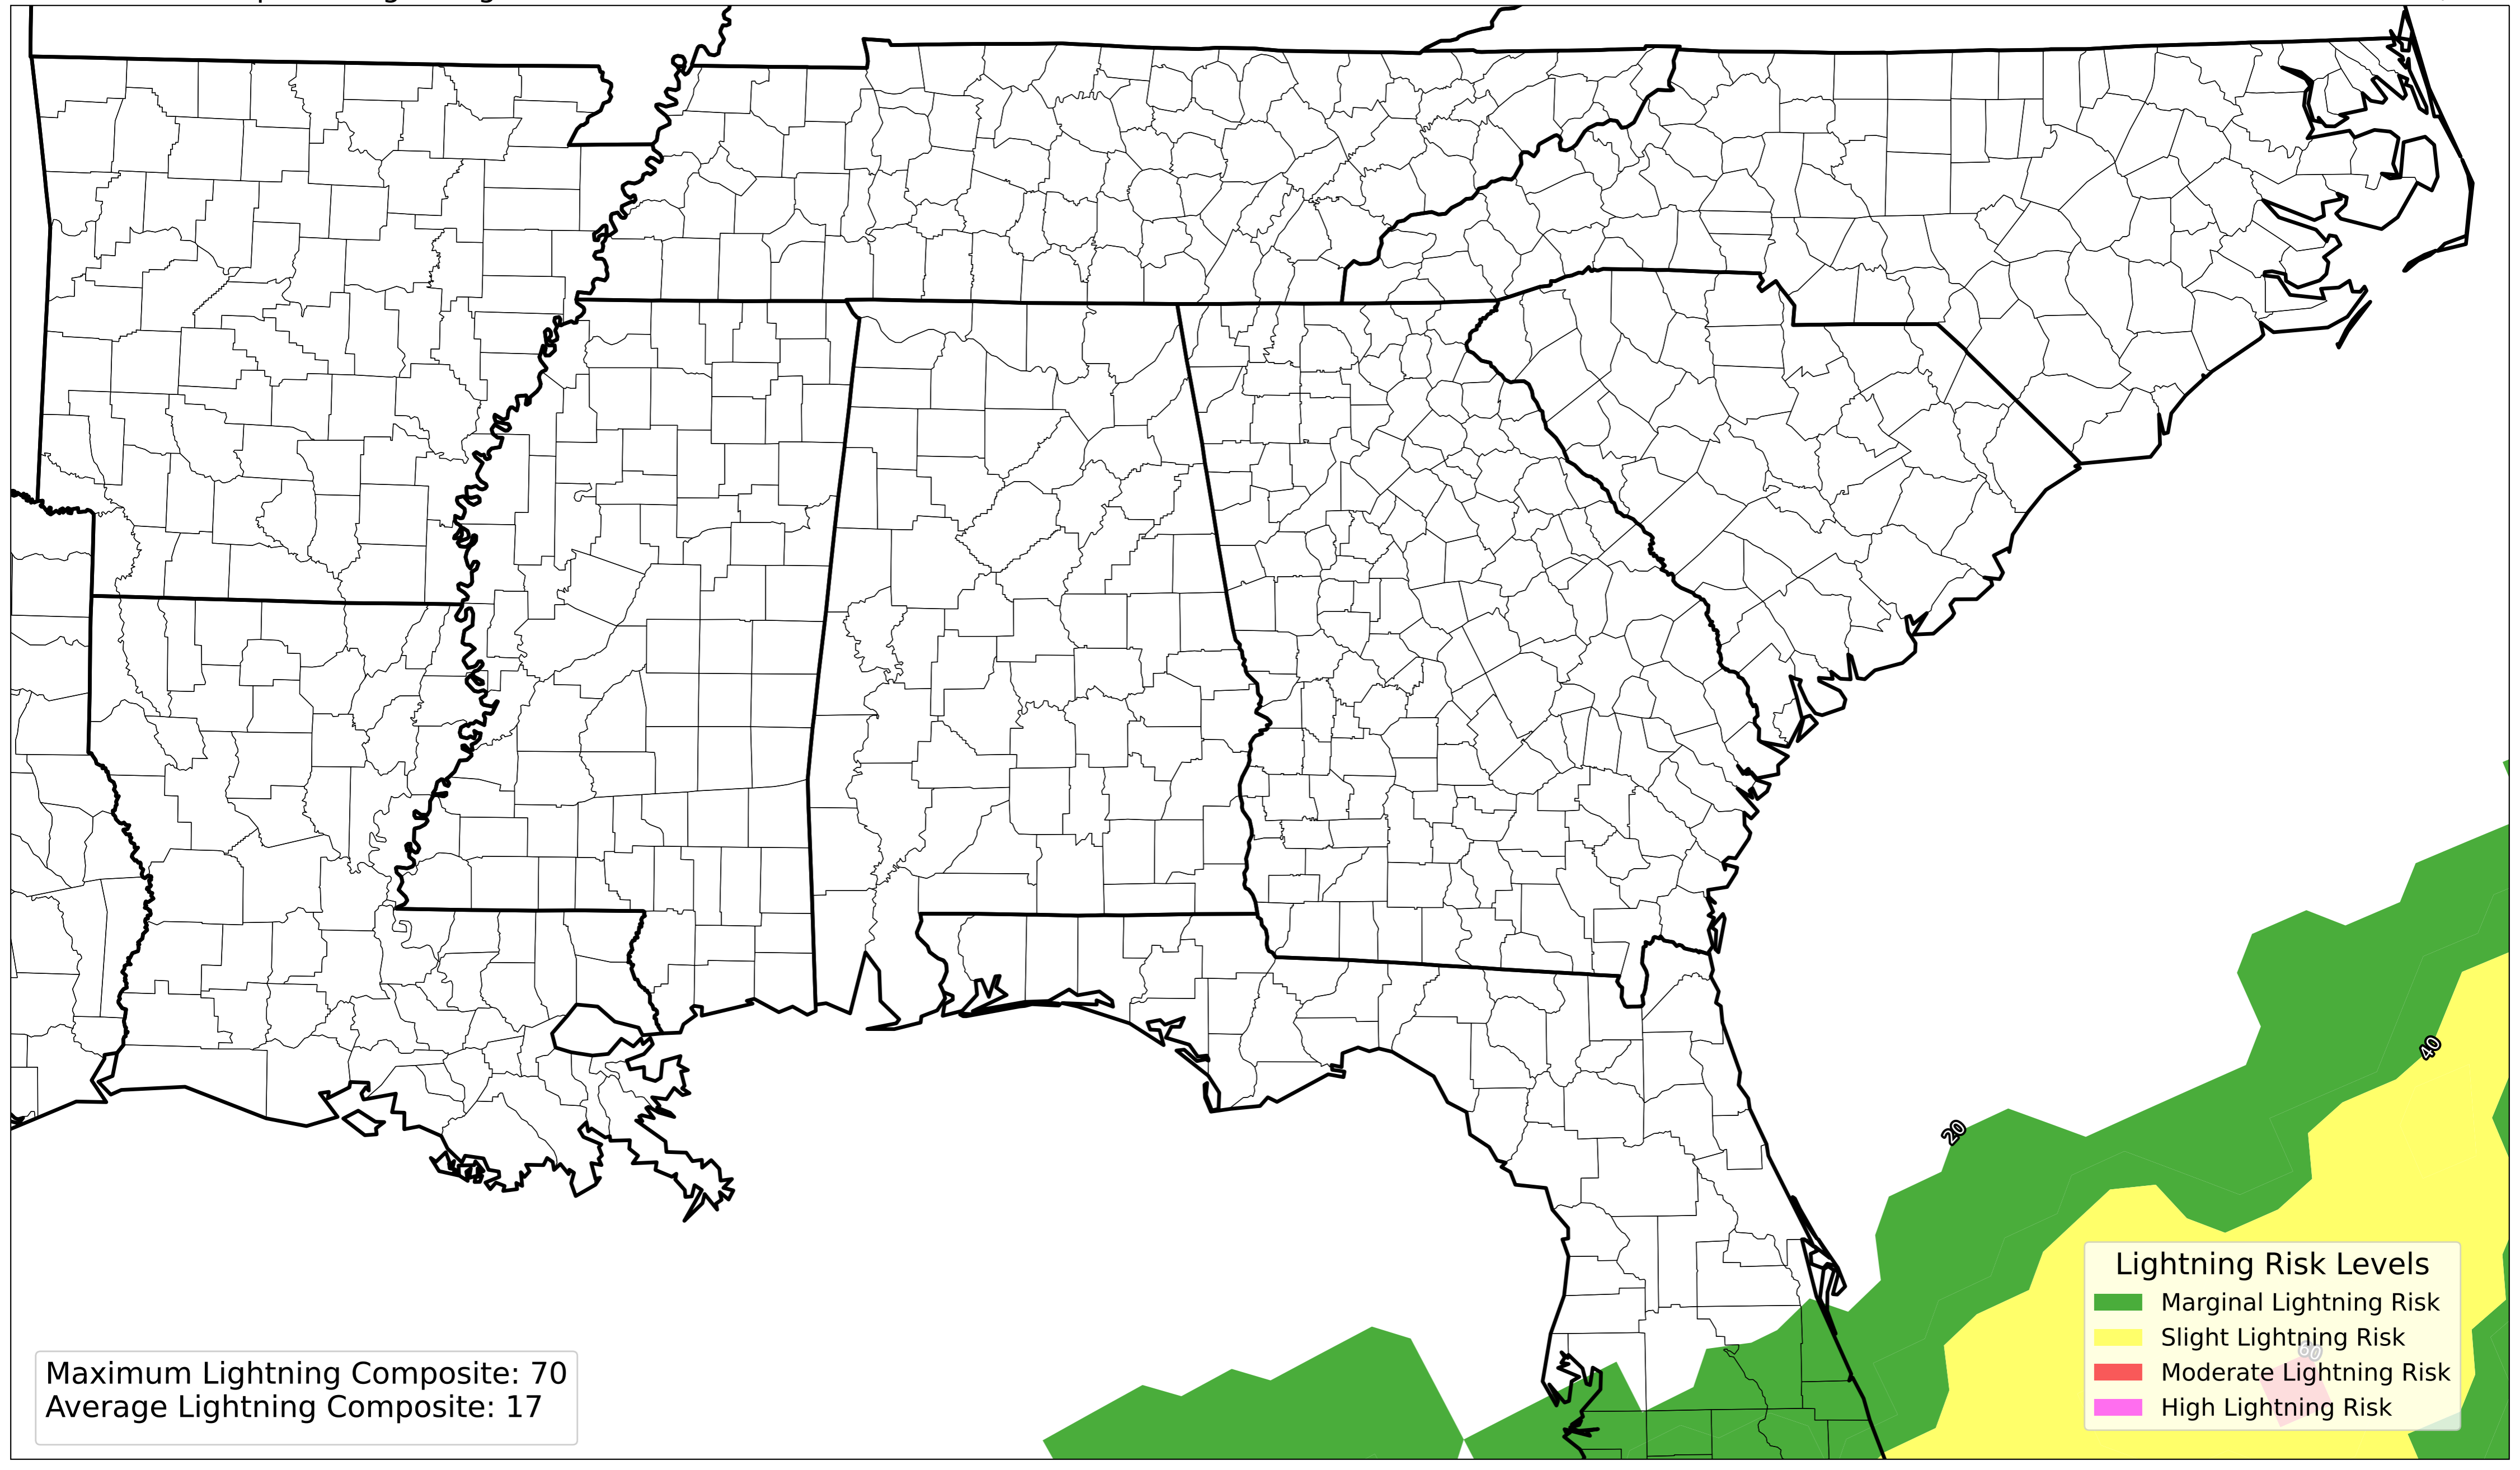 40
20
Lightning Risk Levels
Marginal Lightning Risk
Slight Lightning Risk
60
Moderate Lightning Risk
High Lightning Risk
Maximum Lightning Composite: 70
Average Lightning Composite: 17